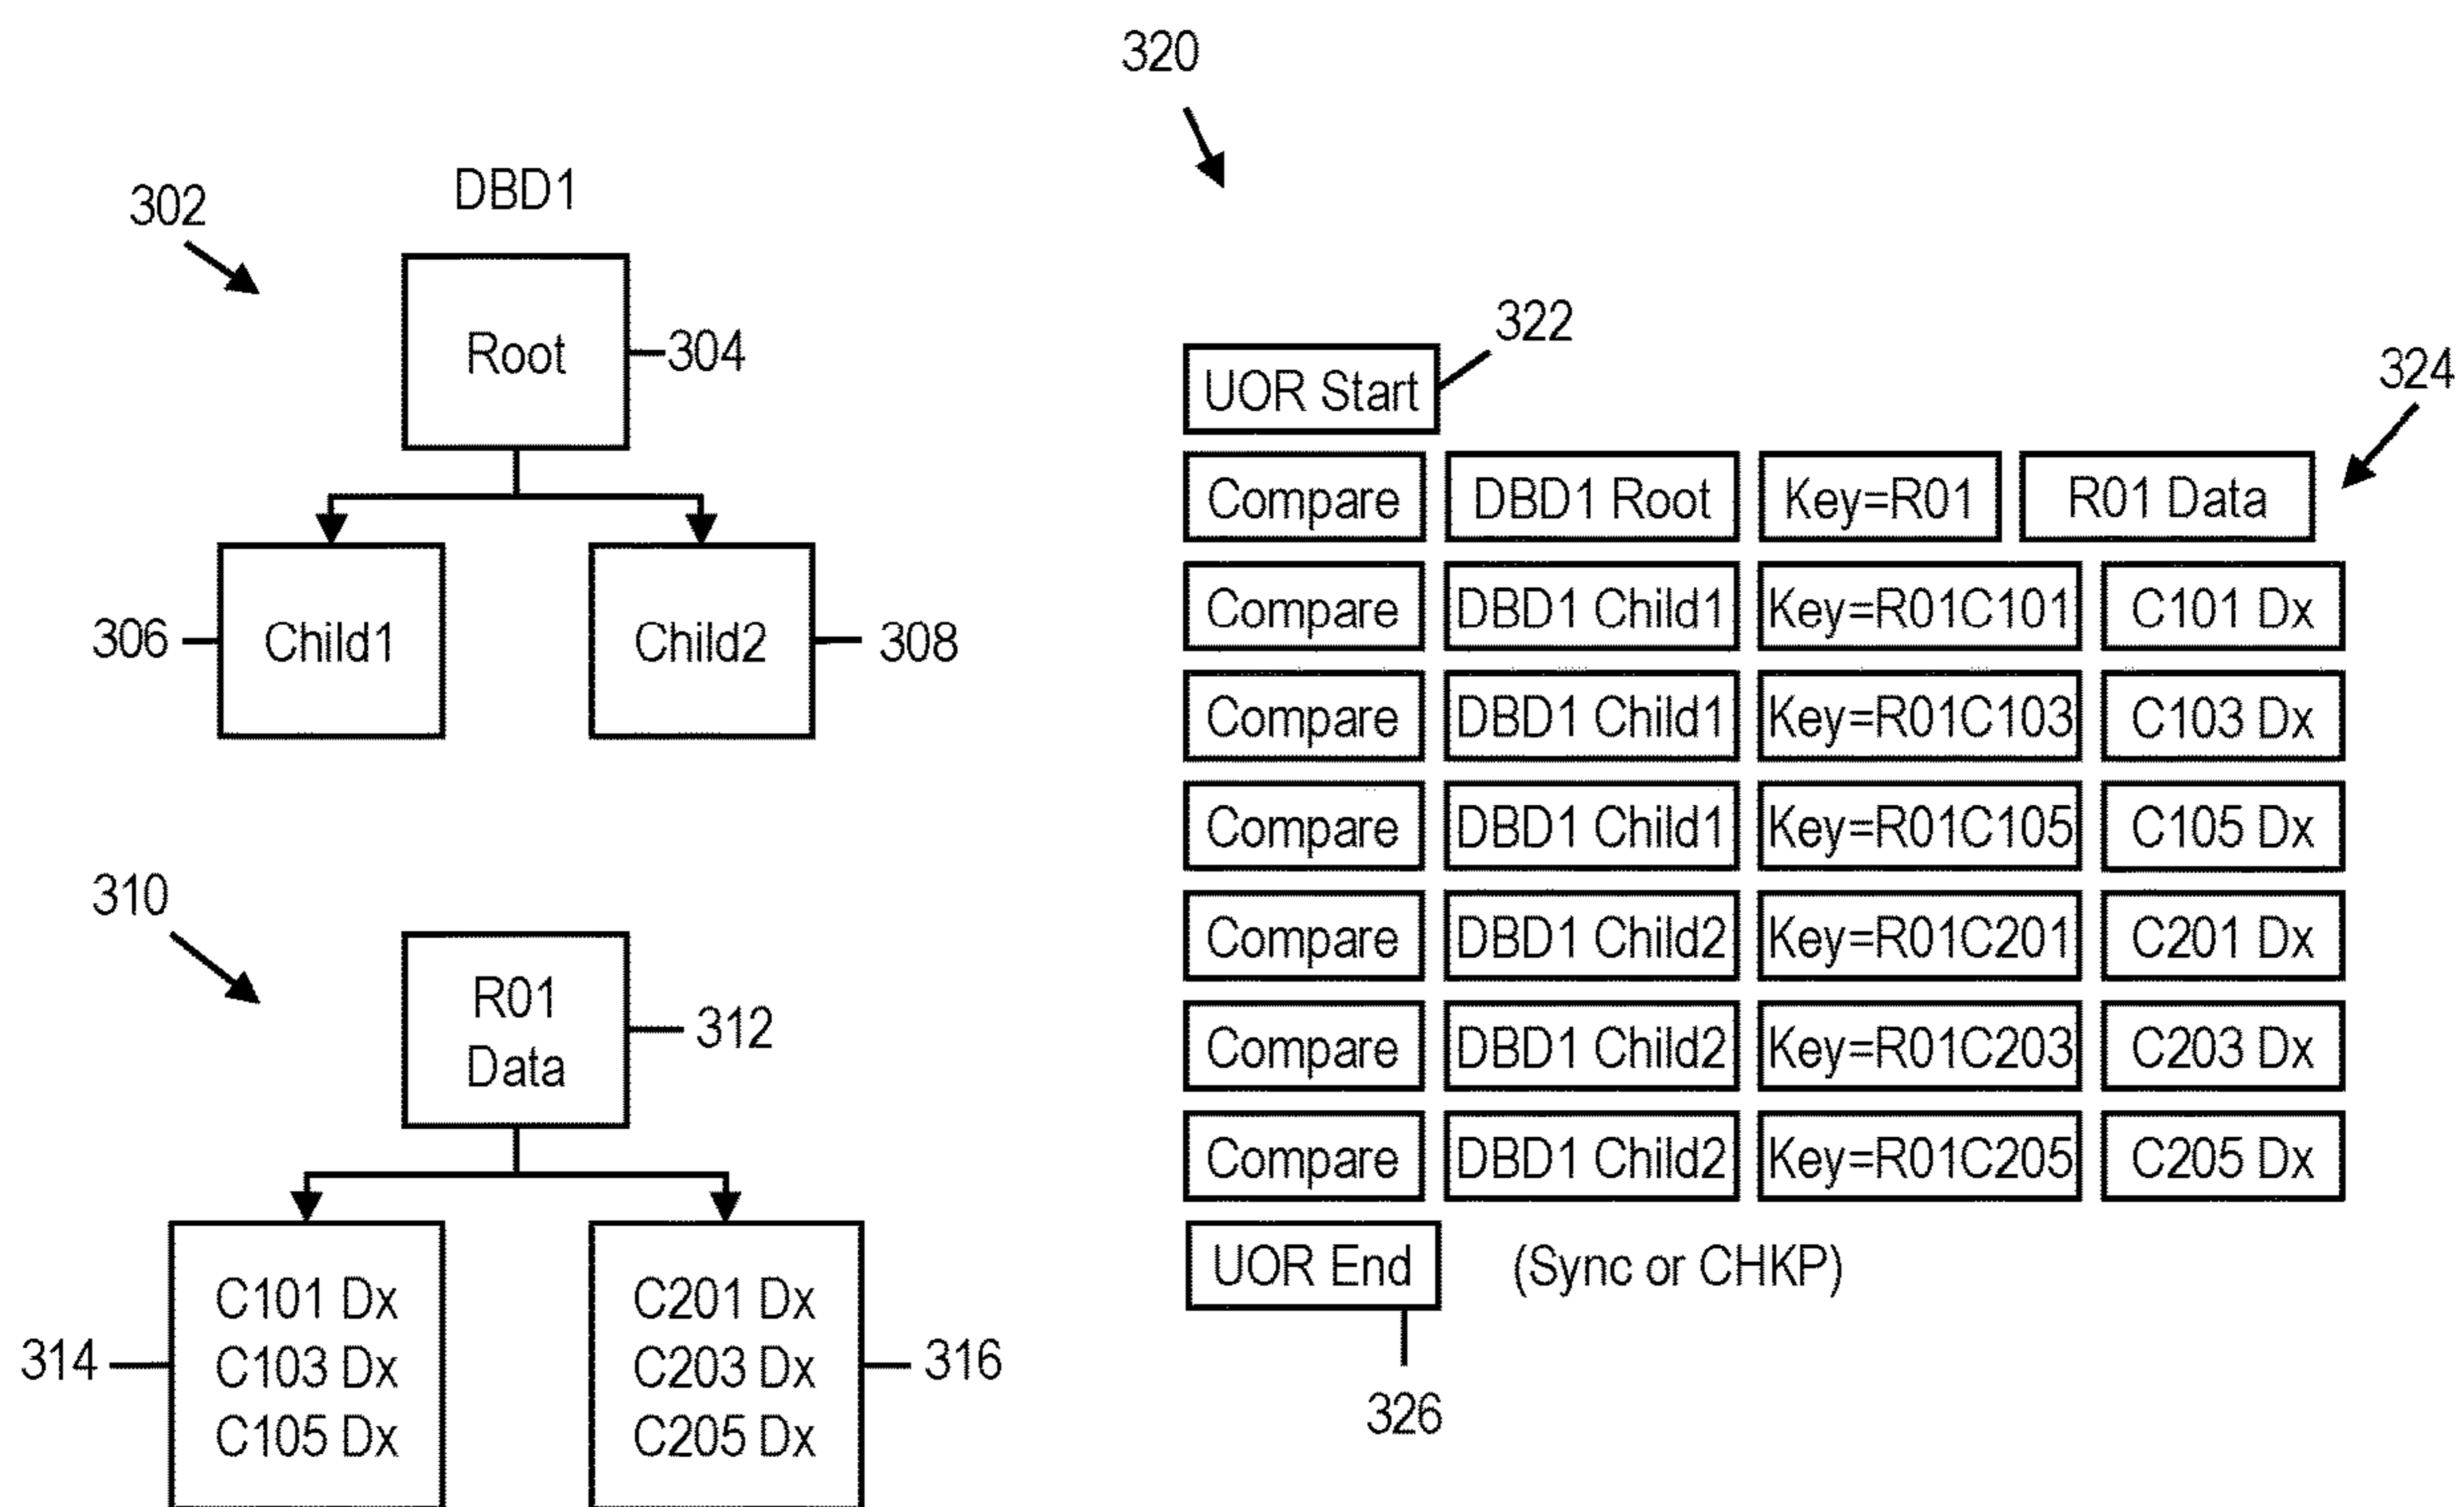 320
DBD1
302
Root
304
306
Child1
Child2
308
310
R01
Data
312
314
C101 Dx
C103 Dx
C105 Dx
C201 Dx
C203 Dx
C205 Dx
316
322
324
UOR Start
Compare DBD1 Root Key=R01 R01 Data
Compare DBD1 Child1 Key=R01C101 C101 Dx
Compare DBD1 Child1 Key=R01C103 C103 Dx
Compare DBD1 Child1 Key=R01C105 C105 Dx
Compare DBD1 Child2 Key=R01C201 C201 Dx
Compare DBD1 Child2 Key=R01C203 C203 Dx
Compare DBD1 Child2 Key=R01C205 C205 Dx
UOR End (Sync or CHKP)
326